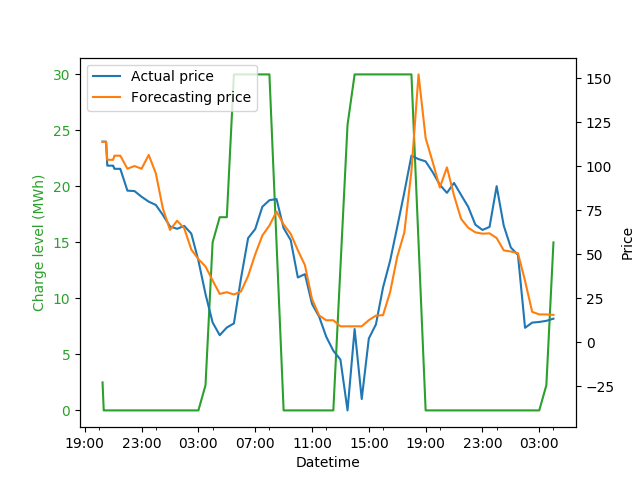 Actual price
Forecasting price
30
25
20
15
10
5
0
Charge level (MWh)
150
125
100
75
50
25
0
−25
Price
19:00 23:00 03:00 07:00 11:00 15:00 19:00 23:00 03:00
Datetime